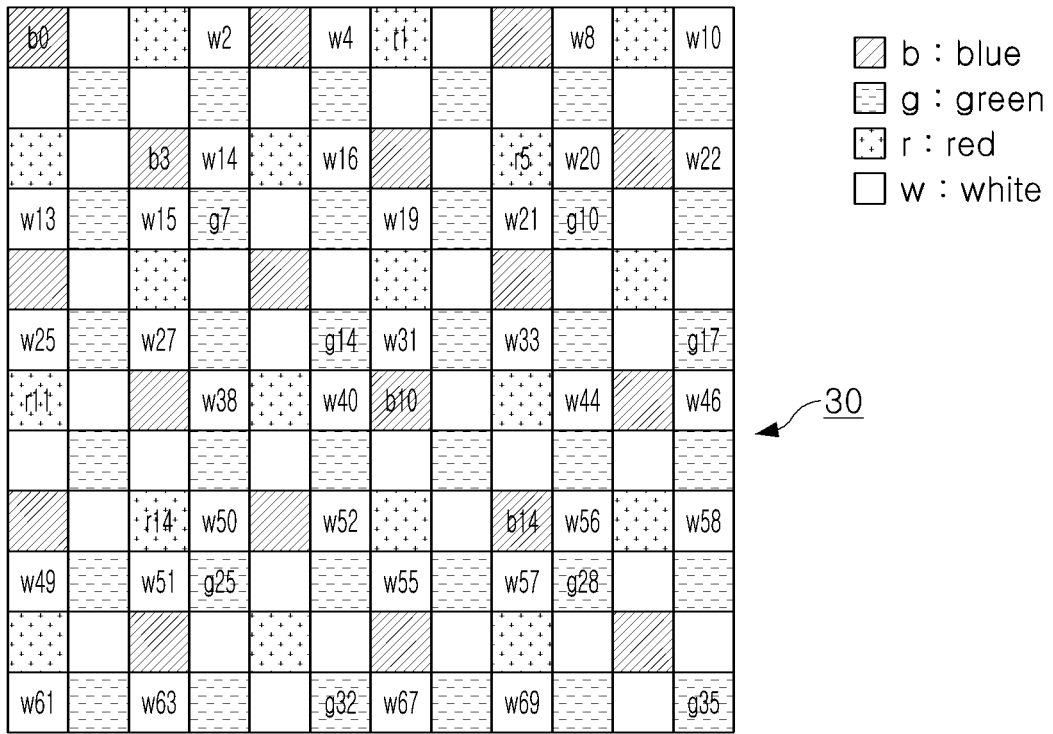 b0 w2 w4 r1 w8 w10
b3 w14 w16 r5 w20 w22
w13 w15 g7 w19 w21 g10
w25 w27 g14 w31 w33 g17
r11 w38 w40 b10 w44 w46
r14 w50 w52 b14 w56 w58
w49 w51 g25 w55 w57 g28
w61 w63 g32 w67 w69 g35
b : blue
g : green
r : red
w : white
30